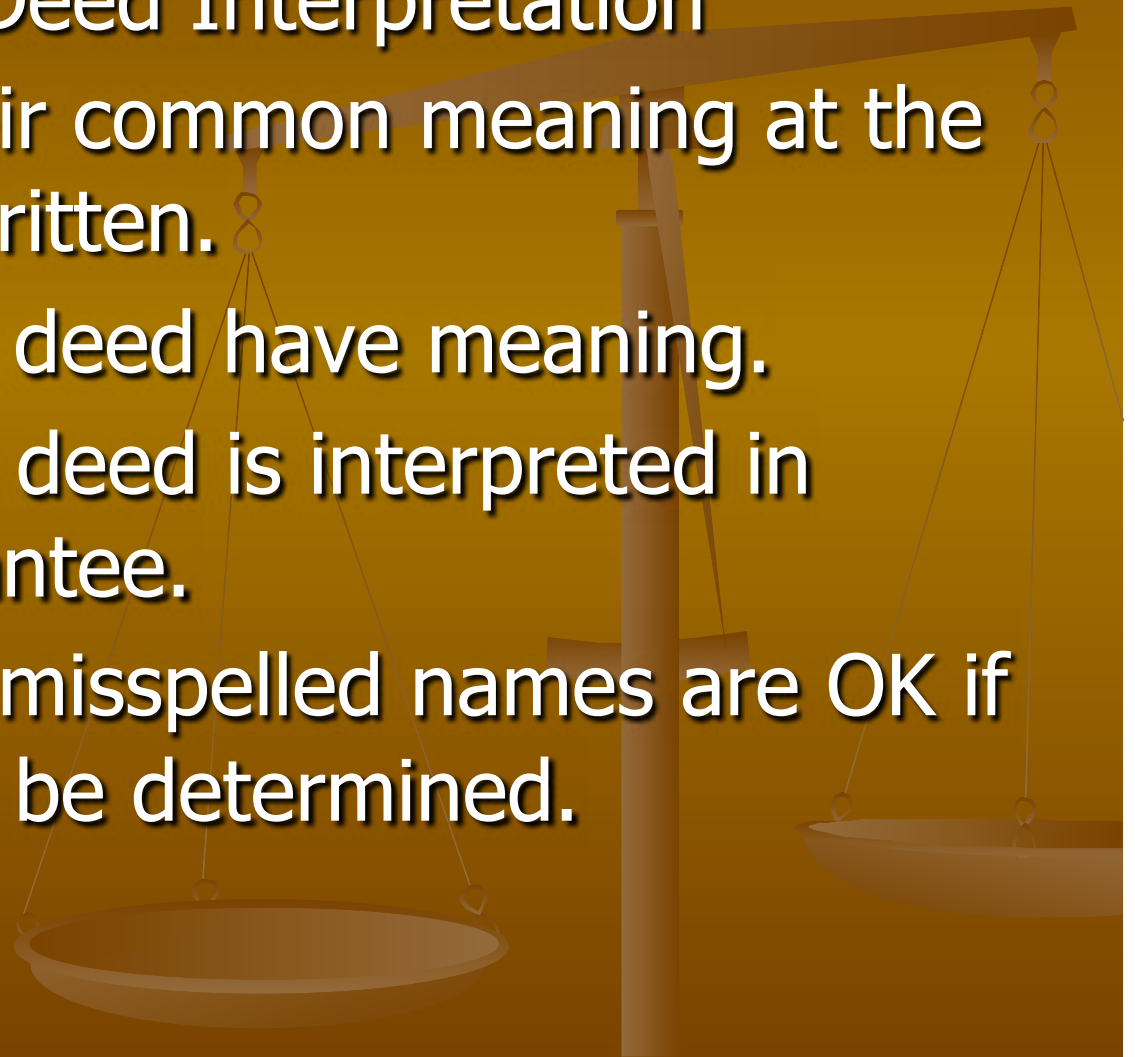 Deed Interpretation
ir common meaning at the
ritten.
deed have meaning.
deed is interpreted in
ntee.
misspelled names are OK if
be determined.